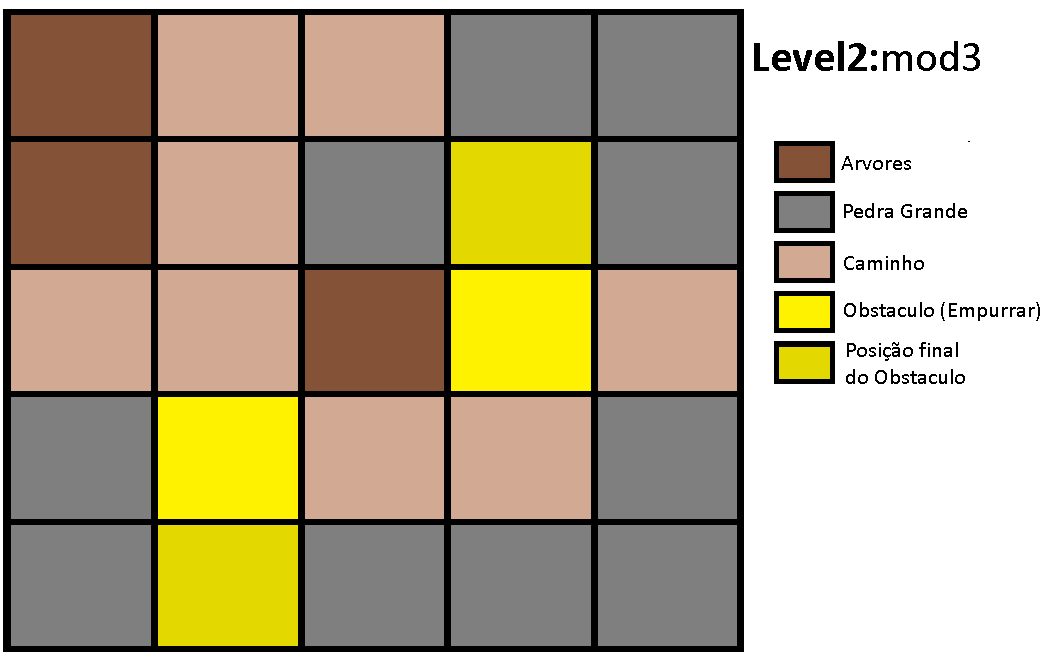 Level2:mod3
Arvores
Pedra Grande
Caminho
Obstaculo (Empurrar)
Posição final
do Obstaculo